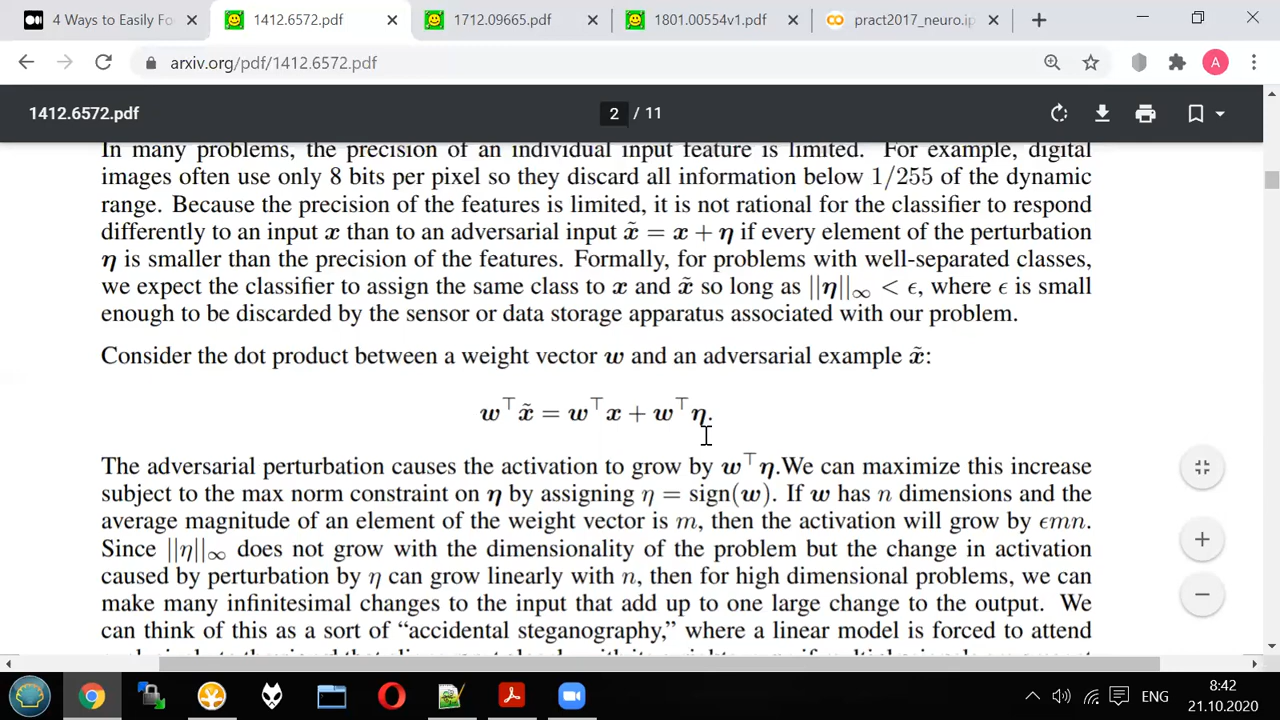 4 Ways to Easily Fo
1412.6572.pdf
1712.09665.pdf
1801.00554v1.pdf
pract2017_neuro.ip
arxiv.org/pdf/1412.6572.pdf
A
1412.6572.pdf
2 / 11
In many problems, the precision of an individual input feature is limited. For example, digital
images often use only 8 bits per pixel so they discard all information below 1/255 of the dynamic
range. Because the precision of the features is limited, it is not rational for the classifier to respond
differently to an input x than to an adversarial input x̃ = x + η if every element of the perturbation
η is smaller than the precision of the features. Formally, for problems with well-separated classes,
we expect the classifier to assign the same class to x and x̃ so long as ||η||∞ < ϵ, where ϵ is small
enough to be discarded by the sensor or data storage apparatus associated with our problem.
Consider the dot product between a weight vector w and an adversarial example x̃:
w⊤x̃ = w⊤x + w⊤η.
The adversarial perturbation causes the activation to grow by w⊤η.We can maximize this increase
subject to the max norm constraint on η by assigning η = sign(w). If w has n dimensions and the
average magnitude of an element of the weight vector is m, then the activation will grow by ϵmn.
Since ||η||∞ does not grow with the dimensionality of the problem but the change in activation
caused by perturbation by η can grow linearly with n, then for high dimensional problems, we can
make many infinitesimal changes to the input that add up to one large change to the output. We
can think of this as a sort of “accidental steganography,” where a linear model is forced to attend
ENG
8:42
21.10.2020